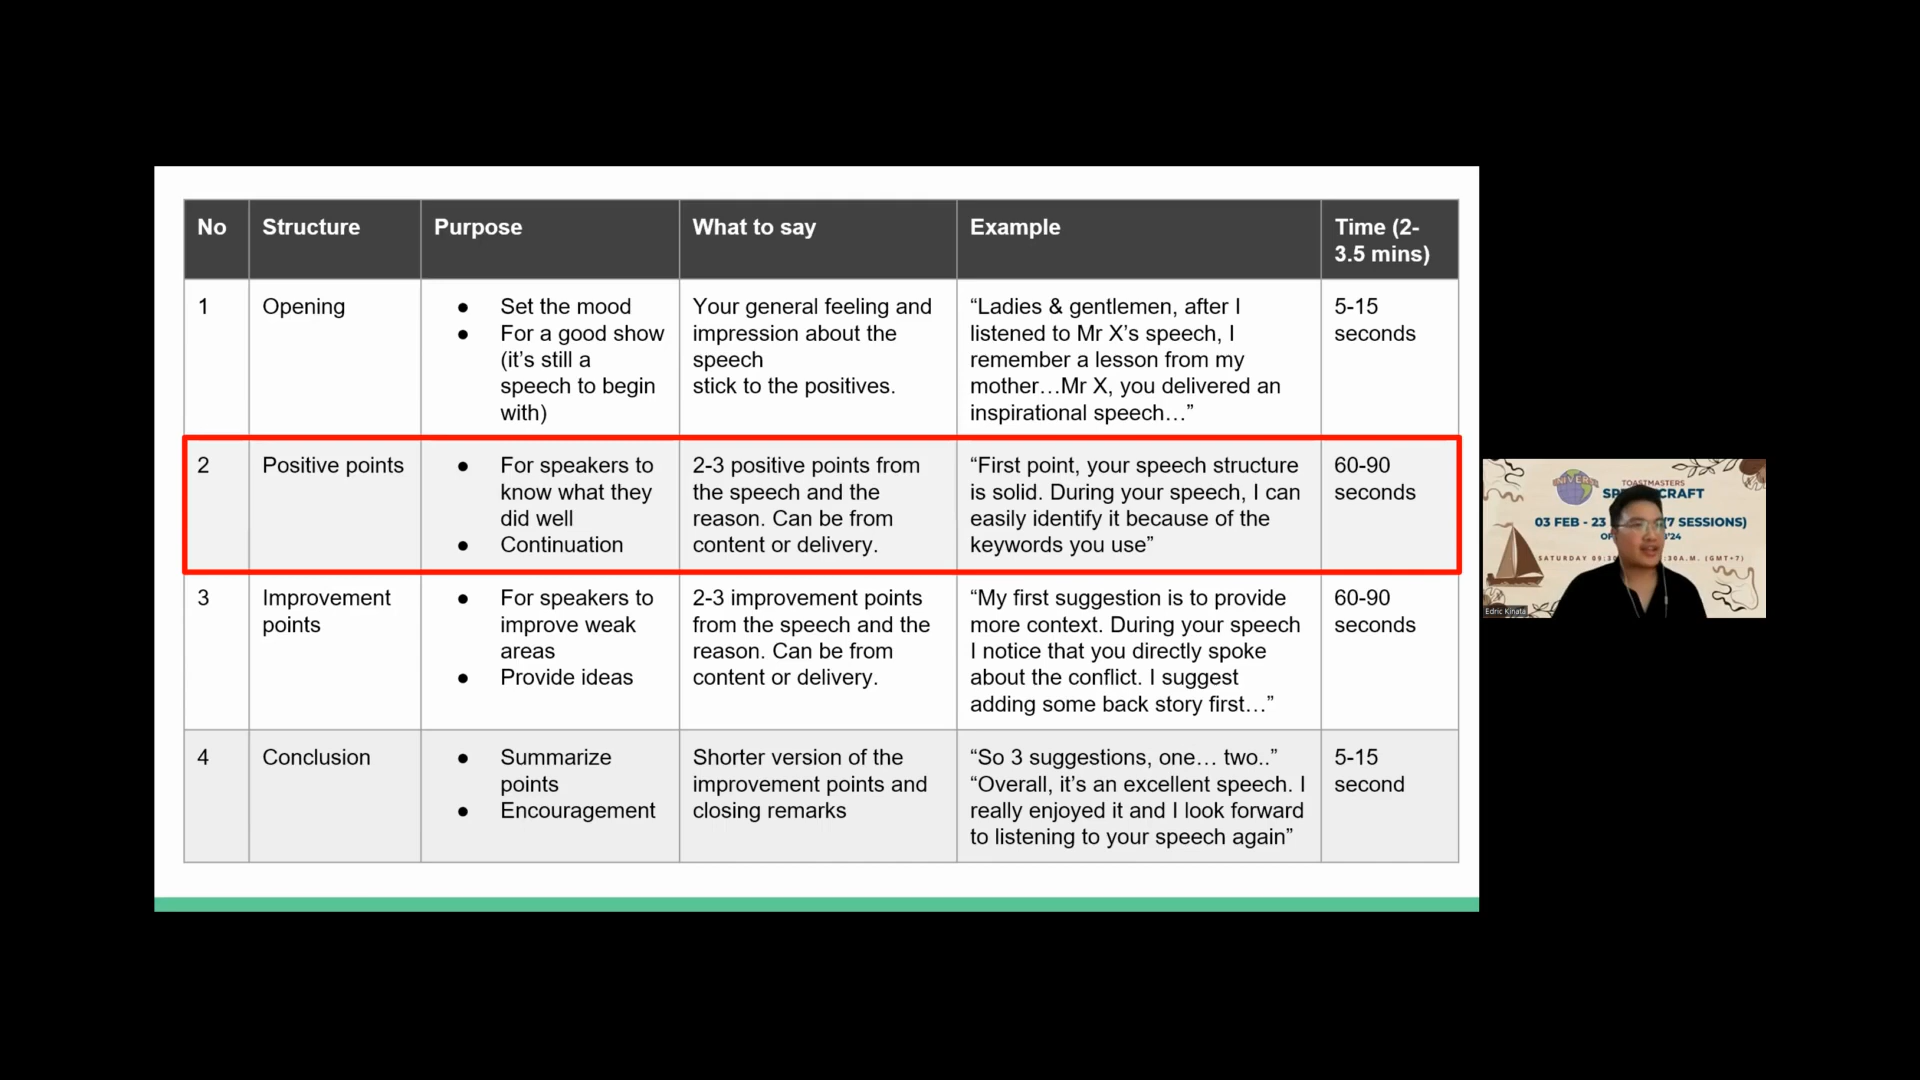 No Structure Purpose What to say Example Time (2-
3.5 mins)
1 Opening
● Set the mood
● For a good show
(it’s still a
speech to begin
with)
Your general feeling and
impression about the
speech
stick to the positives.
“Ladies & gentlemen, after I
listened to Mr X’s speech, I
remember a lesson from my
mother…Mr X, you delivered an
inspirational speech…”
5-15
seconds
2 Positive points
● For speakers to
know what they
did well
● Continuation
2-3 positive points from
the speech and the
reason. Can be from
content or delivery.
“First point, your speech structure
is solid. During your speech, I can
easily identify it because of the
keywords you use”
60-90
seconds
3 Improvement
points
● For speakers to
improve weak
areas
● Provide ideas
2-3 improvement points
from the speech and the
reason. Can be from
content or delivery.
“My first suggestion is to provide
more context. During your speech
I notice that you directly spoke
about the conflict. I suggest
adding some back story first…”
60-90
seconds
4 Conclusion
● Summarize
points
● Encouragement
Shorter version of the
improvement points and
closing remarks
“So 3 suggestions, one… two..”
“Overall, it’s an excellent speech. I
really enjoyed it and I look forward
to listening to your speech again”
5-15
second
TOASTMASTERS
03 FEB - 23 (7 SESSIONS)
SATURDAY (GMT+7)
Edric Kinata